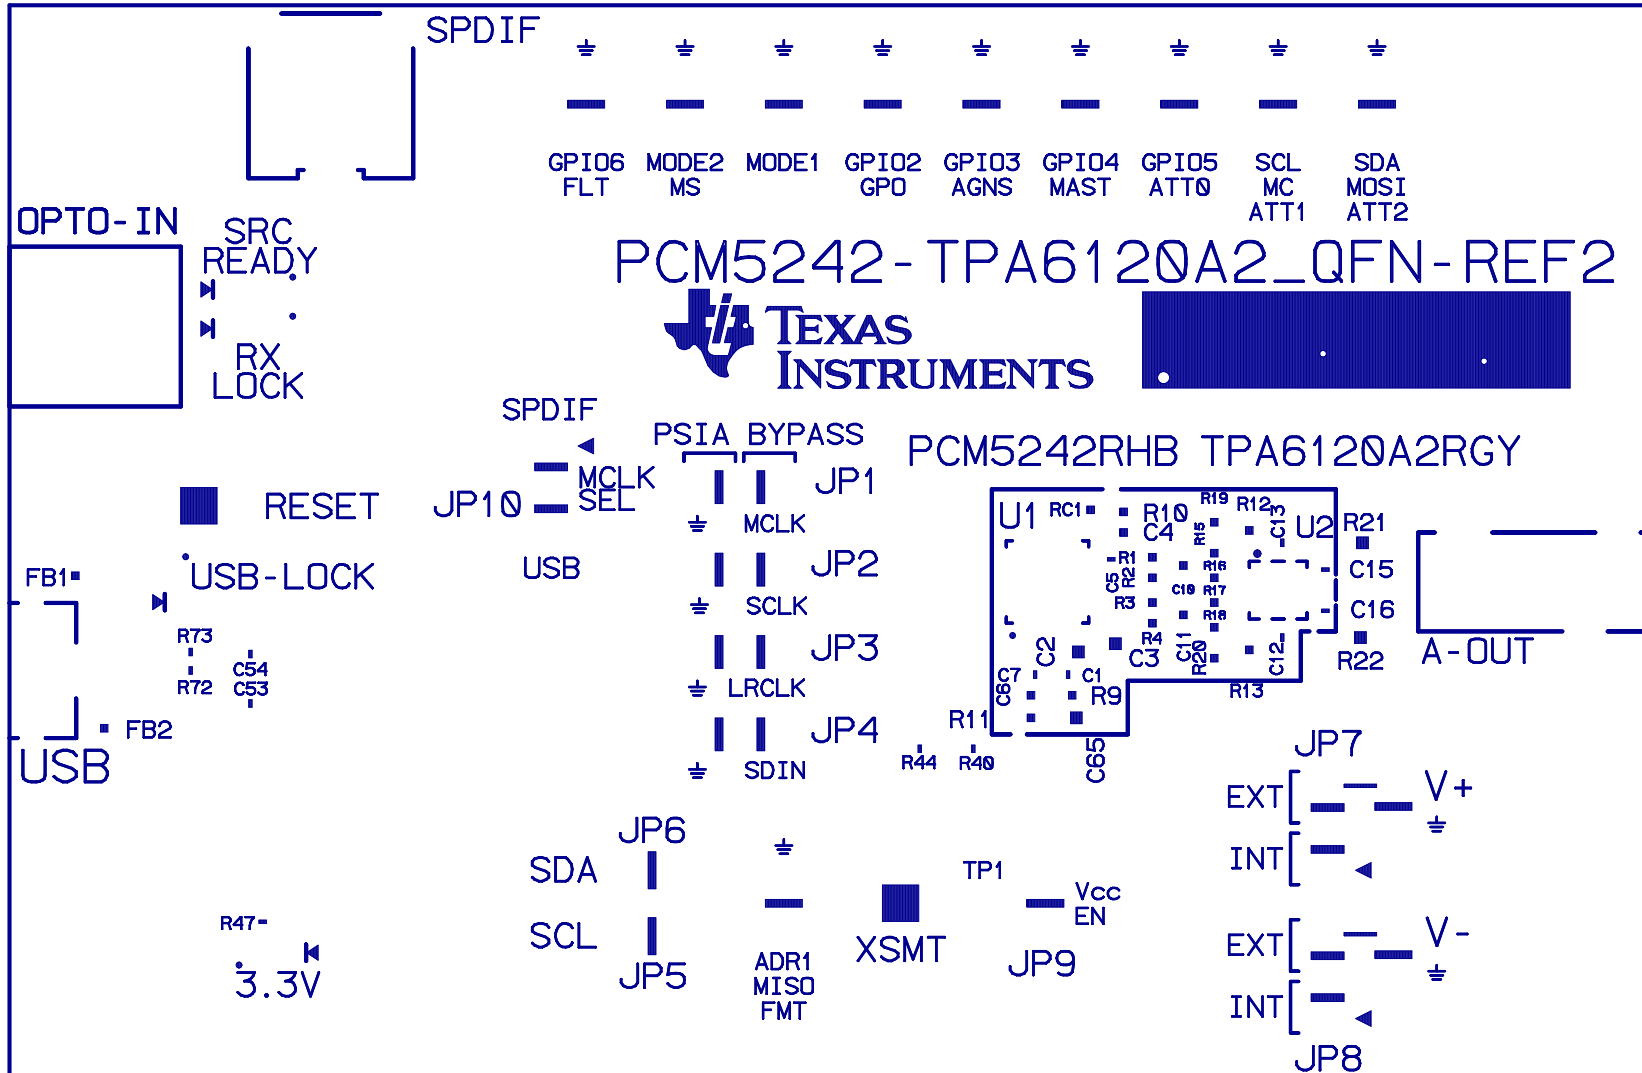 SPDIF
GPIO6
FLT
MODE2
MS
MODE1
GPIO2
GPO
GPIO3
AGNS
GPIO4
MAST
GPIO5
ATT0
SCL
MC
ATT1
SDA
MOSI
ATT2
OPTO-IN
SRC
READY
RX
LOCK
PCM5242-TPA6120A2_QFN-REF2
TEXAS
INSTRUMENTS
SPDIF
MCLK
SEL
JP10
USB
PSIA BYPASS
JP1
MCLK
JP2
SCLK
JP3
LRCLK
JP4
SDIN
PCM5242RHB TPA6120A2RGY
RESET
USB-LOCK
FB1
R73
R72
C54
C53
FB2
USB
U1
RC1
R10
C4
R19
R12
C13
U2
R15
R1
C5
R2
R16
C10
R17
R3
R18
R4
C11
R20
C12
C2
C3
C7
C1
C6
R9
R13
R11
C65
R44
R40
R21
C15
C16
R22
A-OUT
JP7
EXT
V+
INT
EXT
V-
INT
JP8
JP6
SDA
SCL
JP5
ADR1
MISO
FMT
XSMT
TP1
Vcc
EN
JP9
R47
3.3V